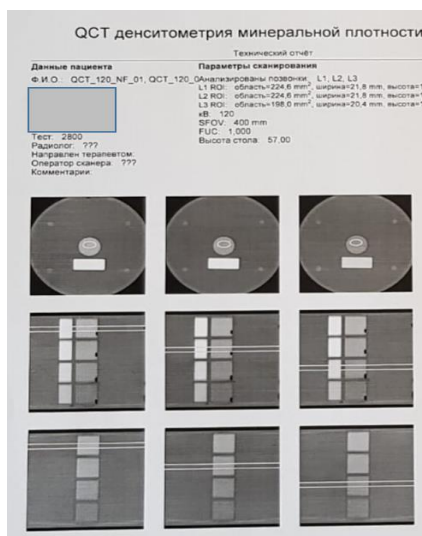 QCT денситометрия минеральной плотности
Технический отчёт
Данные пациента
Параметры сканирования
Ф.И.О.: QCT_120_NF_01, QCT_120_0
Анализированы позвонки: L1, L2, L3
L1 ROI: область=224,6 mm², ширина=21,8 mm, высота=
L2 ROI: область=224,6 mm², ширина=21,8 mm, высота=
L3 ROI: область=198,0 mm², ширина=20,4 mm, высота=
кВ: 120
SFOV: 400 mm
FUC: 1,000
Высота стола: 57,00
Тест: 2800
Радиолог: ???
Направлен терапевтом:
Оператор сканера: ???
Комментарии: